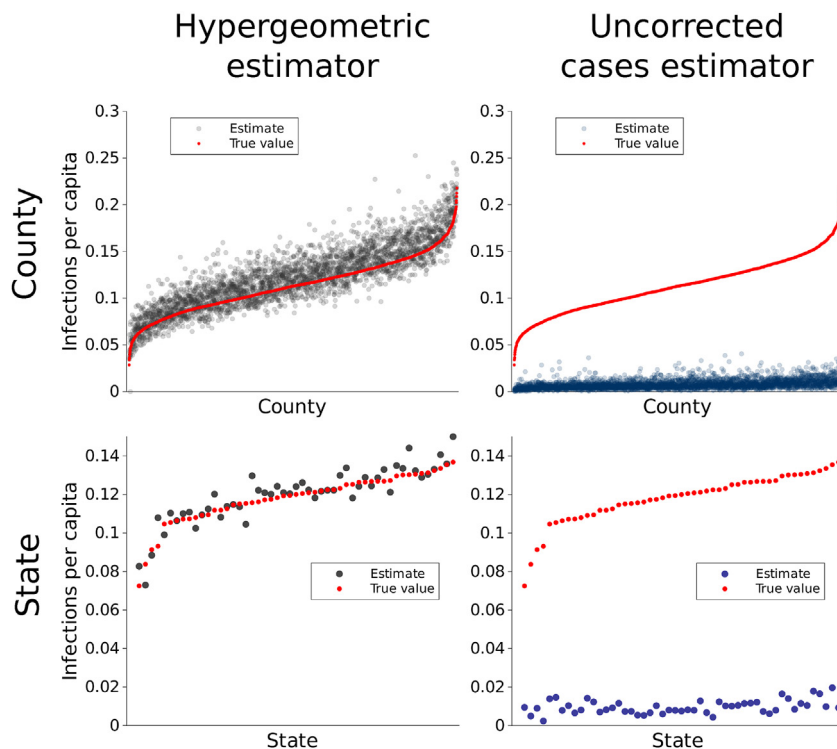 Hypergeometric
estimator
Uncorrected
cases estimator
County
Infections per capita
0.3
0.25
0.2
0.15
0.1
0.05
0
Estimate
True value
County
0.3
0.25
0.2
0.15
0.1
0.05
0
Estimate
True value
County
State
Infections per capita
0.14
0.12
0.1
0.08
0.06
0.04
0.02
0
Estimate
True value
State
0.14
0.12
0.1
0.08
0.06
0.04
0.02
0
Estimate
True value
State